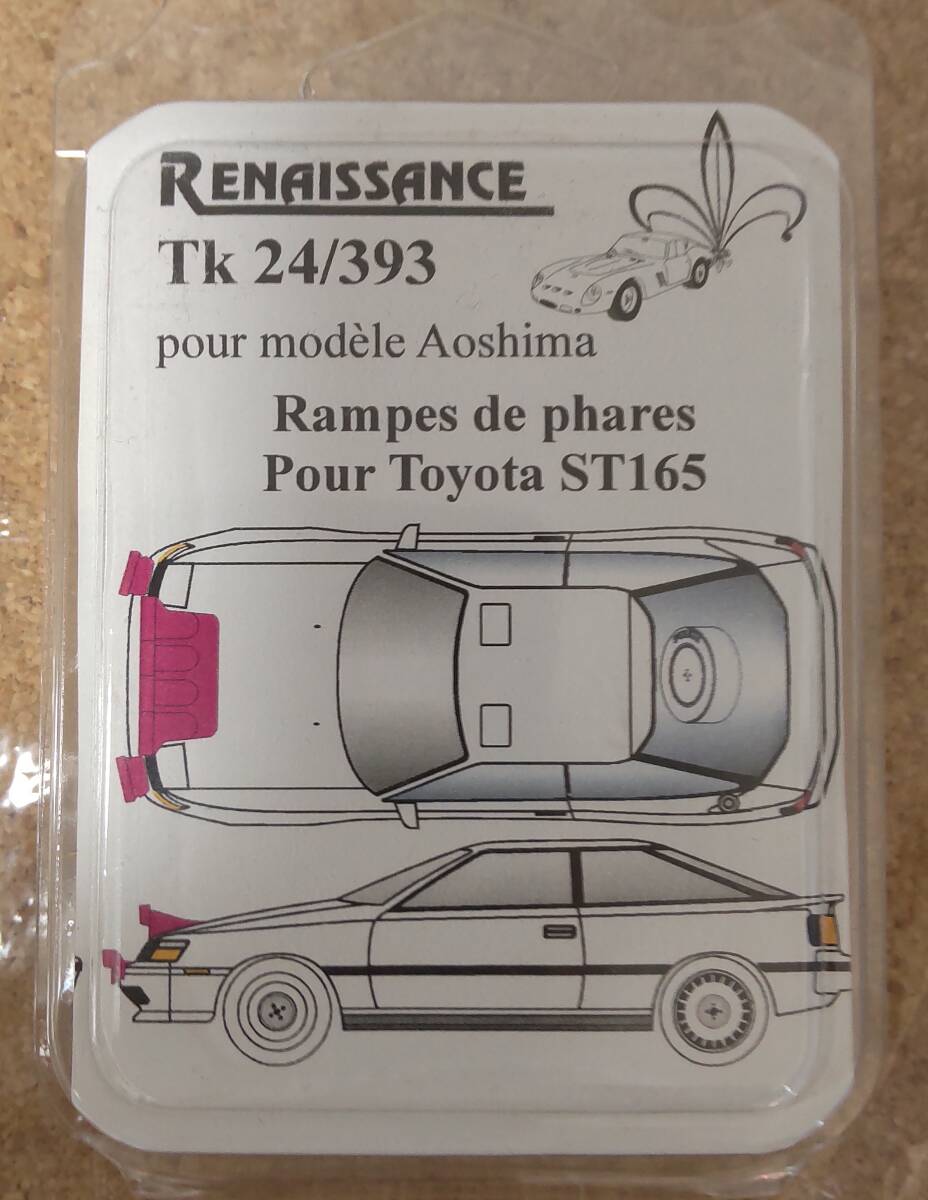 RENAISSANCE
Tk 24/393
pour modèle Aoshima
Rampes de phares
Pour Toyota ST165